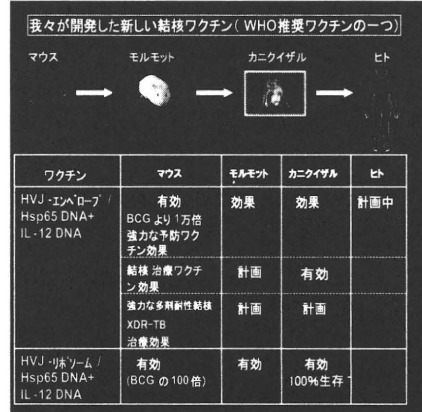 我々が開発した新しい結核ワクチン( WHO推奨ワクチンの一つ)
マウス モルモット カニクイザル ヒト
ワクチン マウス モルモット カニクイザル ヒト
HVJ -エンベロープ / 有効 効果 効果 計画中
Hsp65 DNA+ BCG より 1万倍
IL -12 DNA 強力な予防ワク
チン効果
結核 治療ワクチ 計画 有効
ン効果
強力な多剤耐性結核 計画 計画
XDR-TB
治療効果
HVJ -リポソーム / 有効 有効 有効
Hsp65 DNA+ (BCG の 100倍) 100%生存
IL -12 DNA